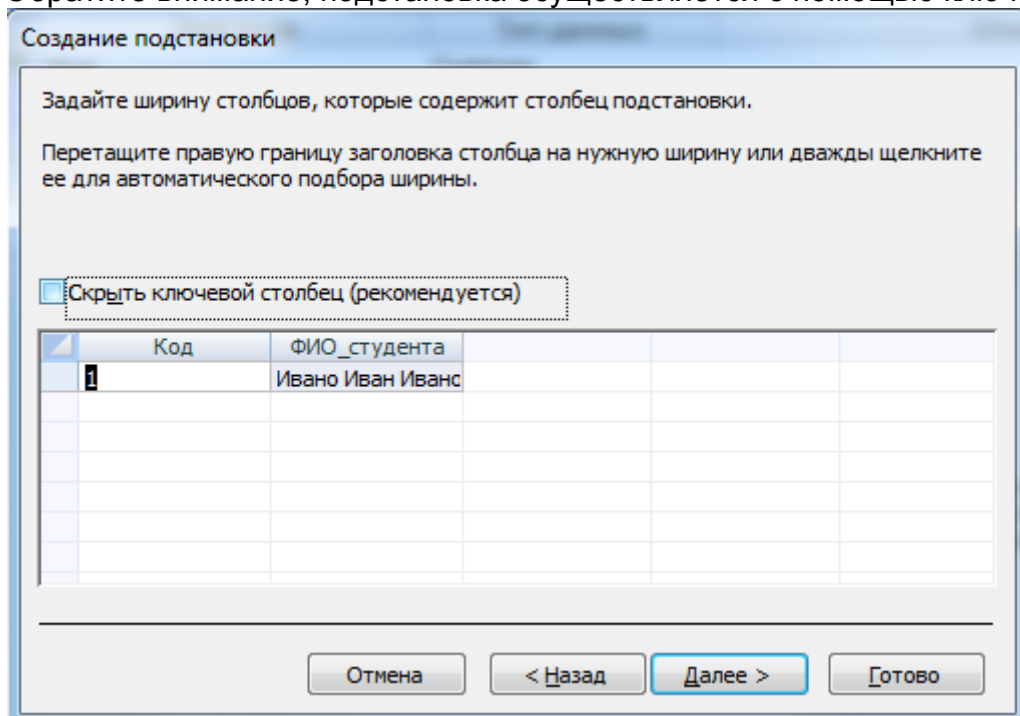 Создание подстановки
Задайте ширину столбцов, которые содержит столбец подстановки.
Перетащите правую границу заголовка столбца на нужную ширину или дважды щелкните
ее для автоматического подбора ширины.
Скрыть ключевой столбец (рекомендуется)
Код ФИО_студента
1 Ивано Иван Ивано
Отмена < Назад Далее > Готово